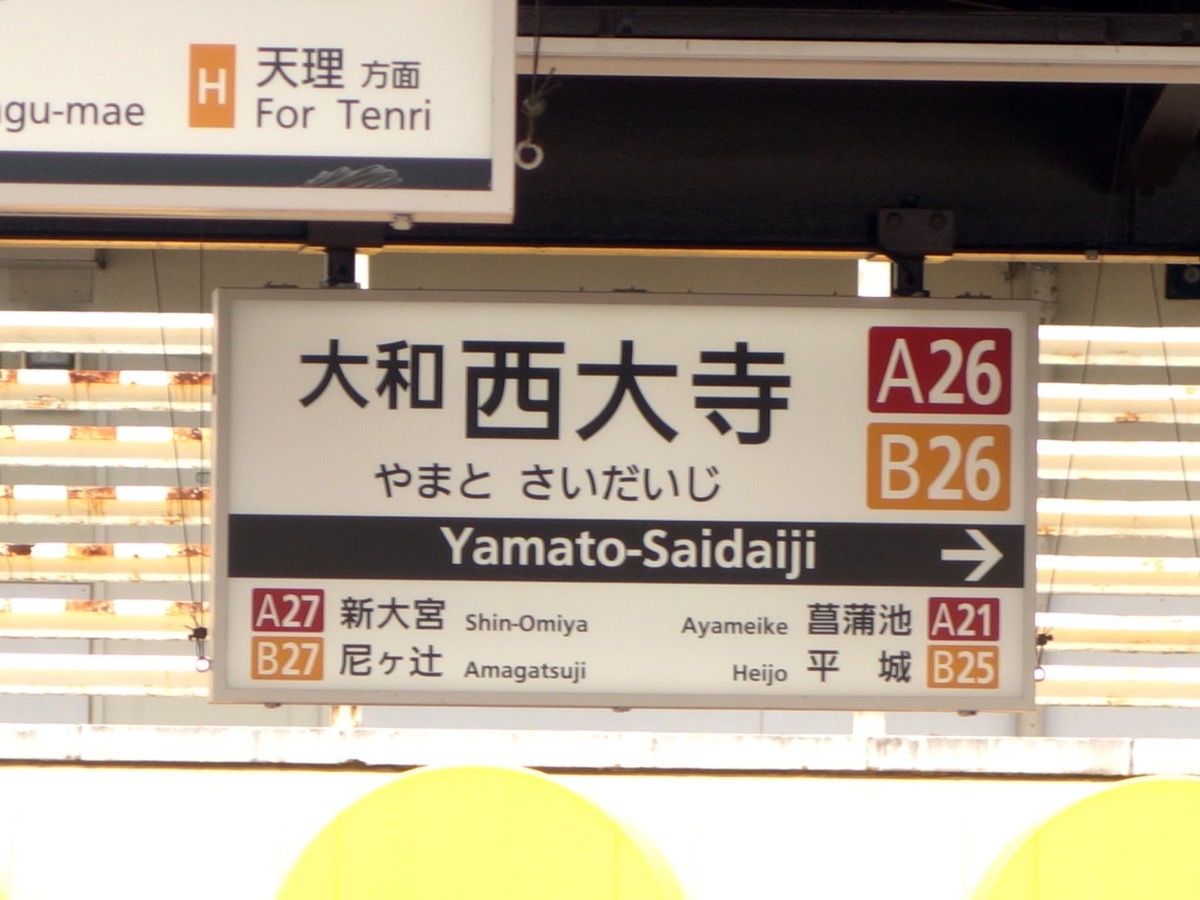 H 天理 方面
gu-mae For Tenri
大和西大寺 A26
やまと さいだいじ B26
Yamato-Saidaiji →
A27 新大宮 Shin-Omiya Ayameike 菖蒲池 A21
B27 尼ヶ辻 Amagatsuji Heijo 平 城 B25